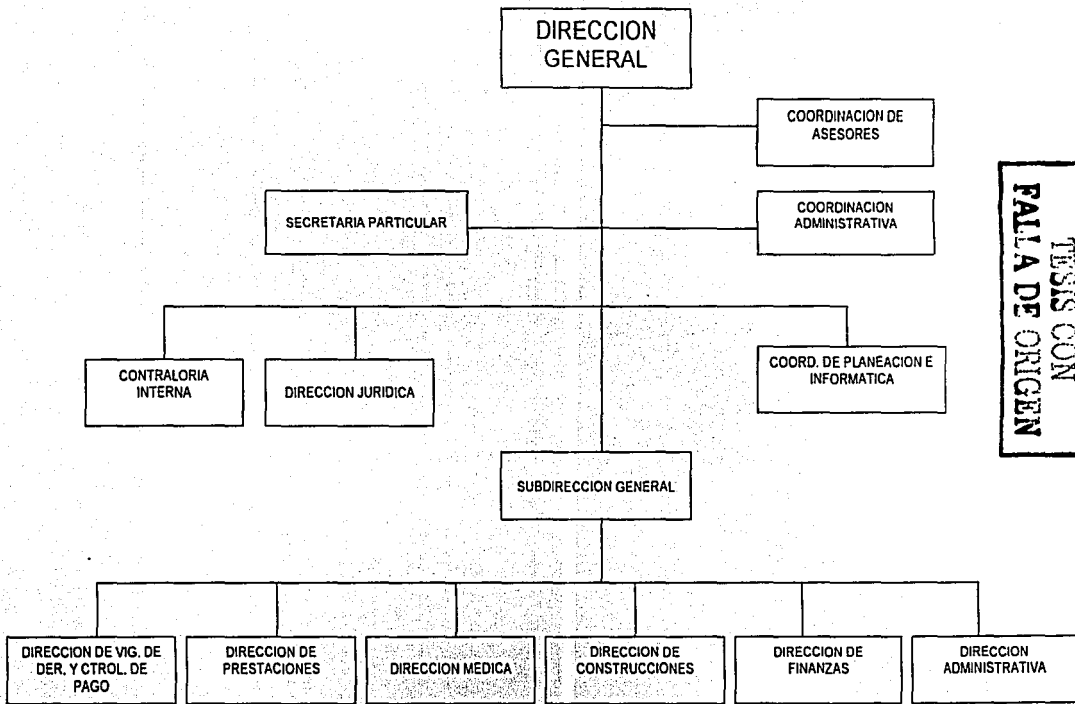 DIRECCION
GENERAL
COORDINACION DE
ASESORES
SECRETARIA PARTICULAR
COORDINACION
ADMINISTRATIVA
CONTRALORIA
INTERNA
DIRECCION JURIDICA
COORD. DE PLANEACION E
INFORMATICA
SUBDIRECCION GENERAL
DIRECCION DE VIG. DE
DER. Y CTROL. DE
PAGO
DIRECCION DE
PRESTACIONES
DIRECCION MEDICA
DIRECCION DE
CONSTRUCCIONES
DIRECCION DE
FINANZAS
DIRECCION
ADMINISTRATIVA
TESIS CON
FALLA DE ORIGEN